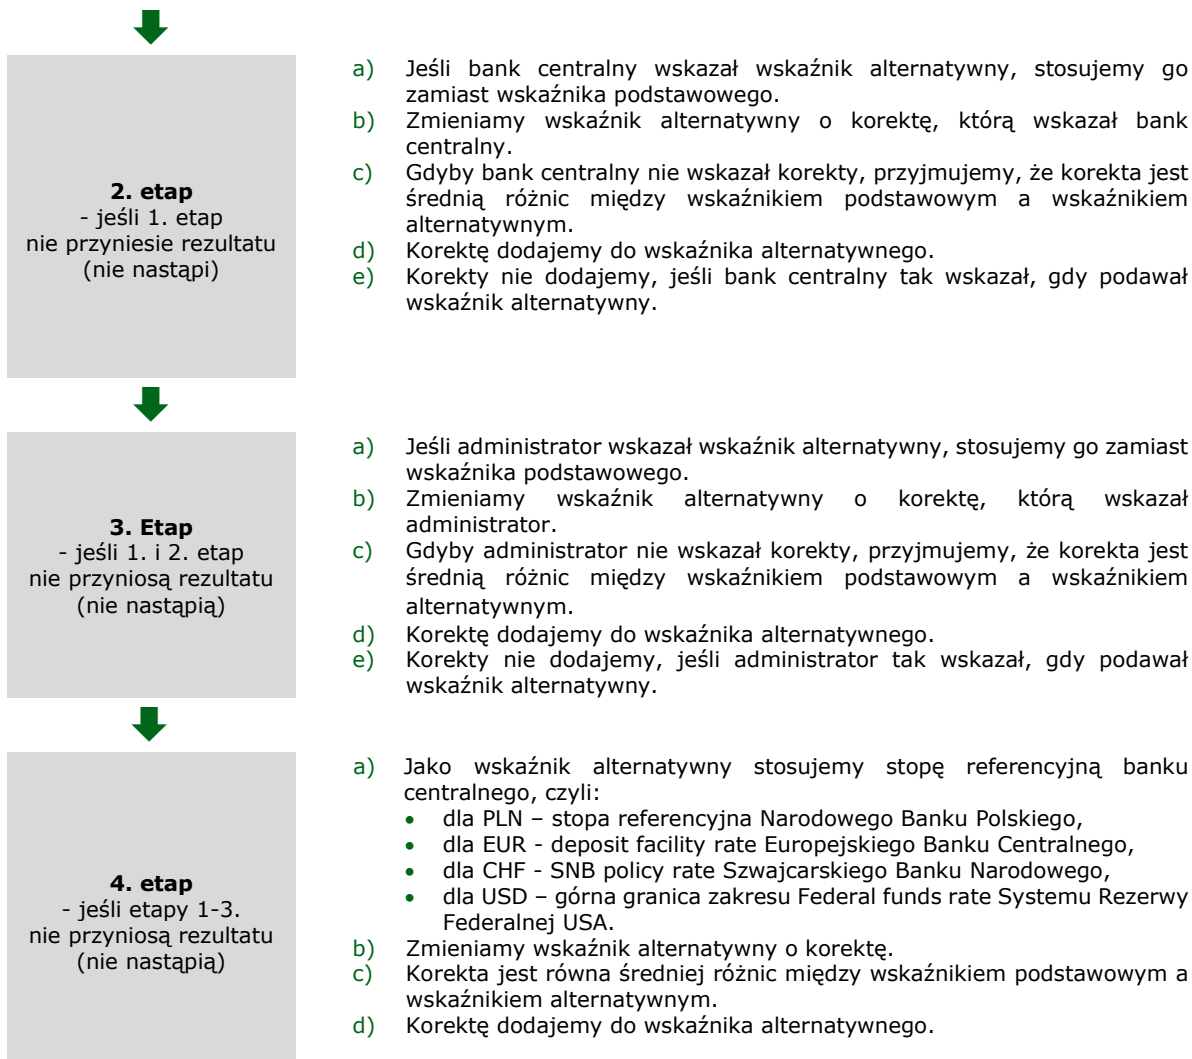 2. etap
- jeśli 1. etap
nie przyniesie rezultatu
(nie nastąpi)
a) Jeśli bank centralny wskazał wskaźnik alternatywny, stosujemy go
zamiast wskaźnika podstawowego.
b) Zmieniamy wskaźnik alternatywny o korektę, którą wskazał bank
centralny.
c) Gdyby bank centralny nie wskazał korekty, przyjmujemy, że korekta jest
średnią różnic między wskaźnikiem podstawowym a wskaźnikiem
alternatywnym.
d) Korektę dodajemy do wskaźnika alternatywnego.
e) Korekty nie dodajemy, jeśli bank centralny tak wskazał, gdy podawał
wskaźnik alternatywny.
3. Etap
- jeśli 1. i 2. etap
nie przyniosą rezultatu
(nie nastąpią)
a) Jeśli administrator wskazał wskaźnik alternatywny, stosujemy go zamiast
wskaźnika podstawowego.
b) Zmieniamy wskaźnik alternatywny o korektę, którą wskazał
administrator.
c) Gdyby administrator nie wskazał korekty, przyjmujemy, że korekta jest
średnią różnic między wskaźnikiem podstawowym a wskaźnikiem
alternatywnym.
d) Korektę dodajemy do wskaźnika alternatywnego.
e) Korekty nie dodajemy, jeśli administrator tak wskazał, gdy podawał
wskaźnik alternatywny.
4. etap
- jeśli etapy 1-3.
nie przyniosą rezultatu
(nie nastąpią)
a) Jako wskaźnik alternatywny stosujemy stopę referencyjną banku
centralnego, czyli:
• dla PLN – stopa referencyjna Narodowego Banku Polskiego,
• dla EUR - deposit facility rate Europejskiego Banku Centralnego,
• dla CHF - SNB policy rate Szwajcarskiego Banku Narodowego,
• dla USD – górna granica zakresu Federal funds rate Systemu Rezerwy
Federalnej USA.
b) Zmieniamy wskaźnik alternatywny o korektę.
c) Korekta jest równa średniej różnic między wskaźnikiem podstawowym a
wskaźnikiem alternatywnym.
d) Korektę dodajemy do wskaźnika alternatywnego.